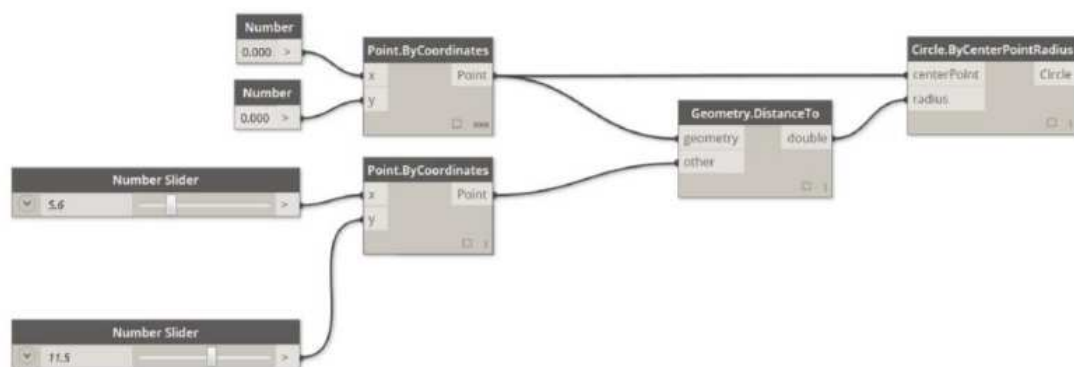 Number
0.000 >
Number
0.000 >
Point.ByCoordinates
x Point
y
Circle.ByCenterPointRadius
centerPoint Circle
radius
Geometry.DistanceTo
geometry double
other
Number Slider
5.6 >
Point.ByCoordinates
x Point
y
Number Slider
11.5 >